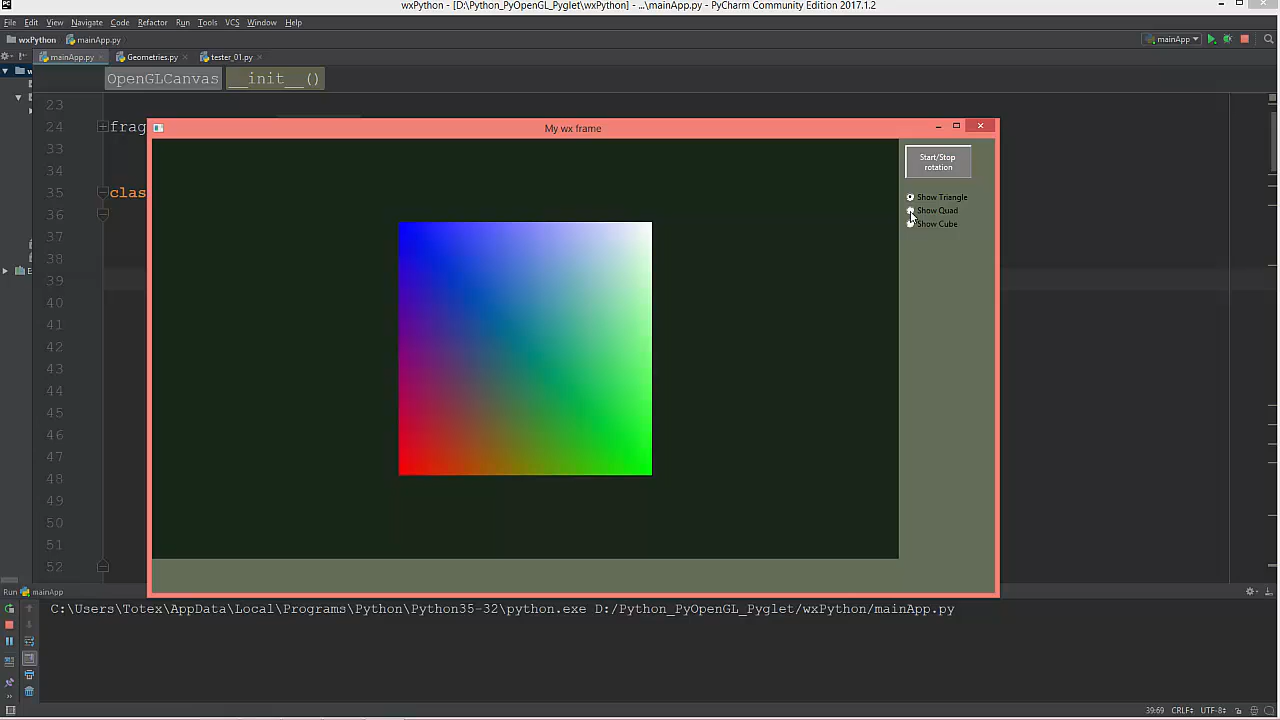 wxPython - [D:\Python_PyOpenGL_Pyglet\wxPython] - ...\mainApp.py - PyCharm Community Edition 2017.1.2
File Edit View Navigate Code Refactor Run Tools VCS Window Help
wxPython mainApp.py mainApp
mainApp.py Geometries.py tester_01.py
OpenGLCanvas __init__()
23
24 frag
33
34
35 clas
36
37
38
39
40
41
42
43
44
45
46
47
48
49
50
51
52
My wx frame
Start/Stop
rotation
Show Triangle
Show Quad
Show Cube
Run mainApp
C:\Users\Totex\AppData\Local\Programs\Python\Python35-32\python.exe D:/Python_PyOpenGL_Pyglet/wxPython/mainApp.py
39:69 CRLF UTF-8